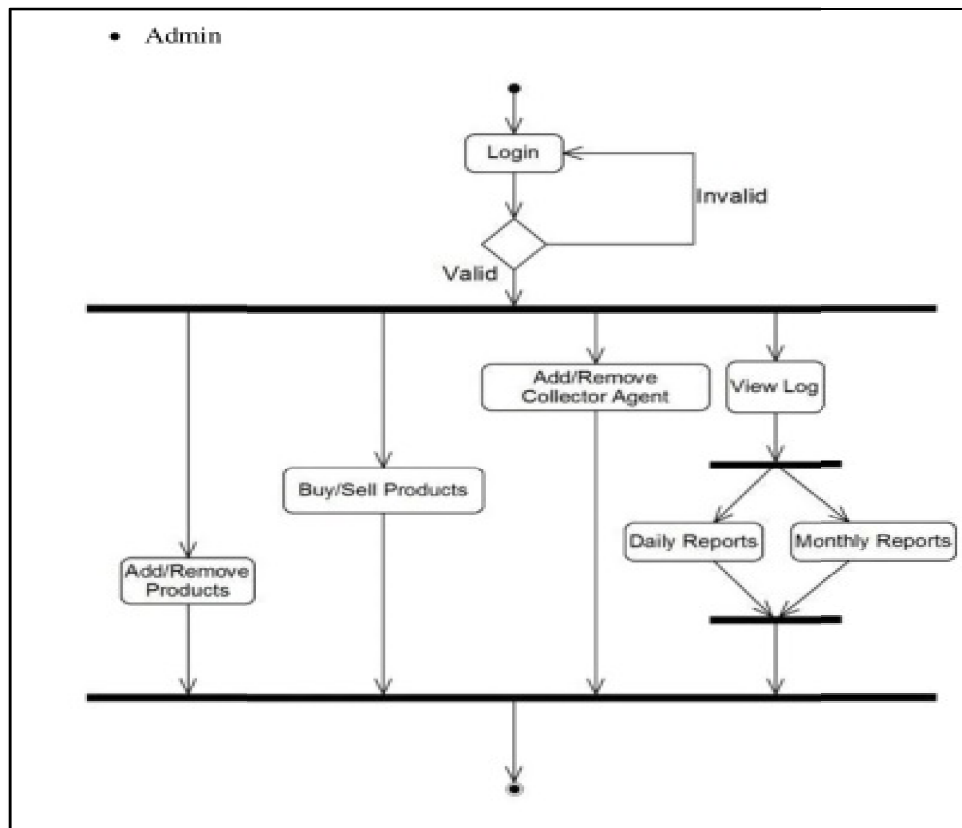 • Admin
Login
Invalid
Valid
Add/Remove
Collector Agent
View Log
Buy/Sell Products
Daily Reports
Monthly Reports
Add/Remove
Products